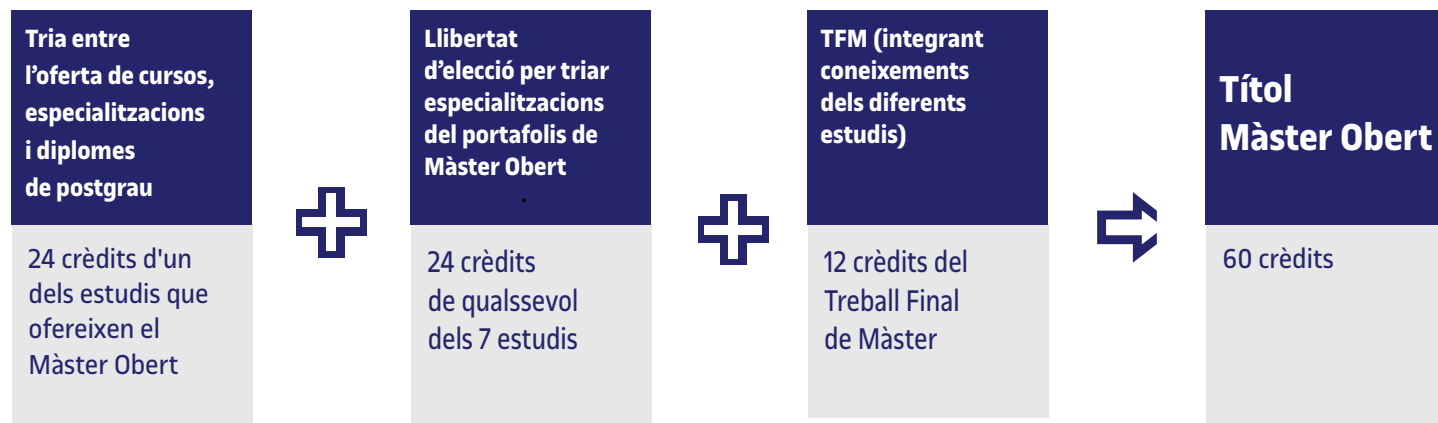 Tria entre
l’oferta de cursos,
especialitzacions
i diplomes
de postgrau
24 crèdits d'un
dels estudis que
ofereixen el
Màster Obert
Llibertat
d’elecció per triar
especialitzacions
del portafolis de
Màster Obert
.
24 crèdits
de qualssevol
dels 7 estudis
TFM (integrant
coneixements
dels diferents
estudis)
12 crèdits del
Treball Final
de Màster
Títol
Màster Obert
60 crèdits